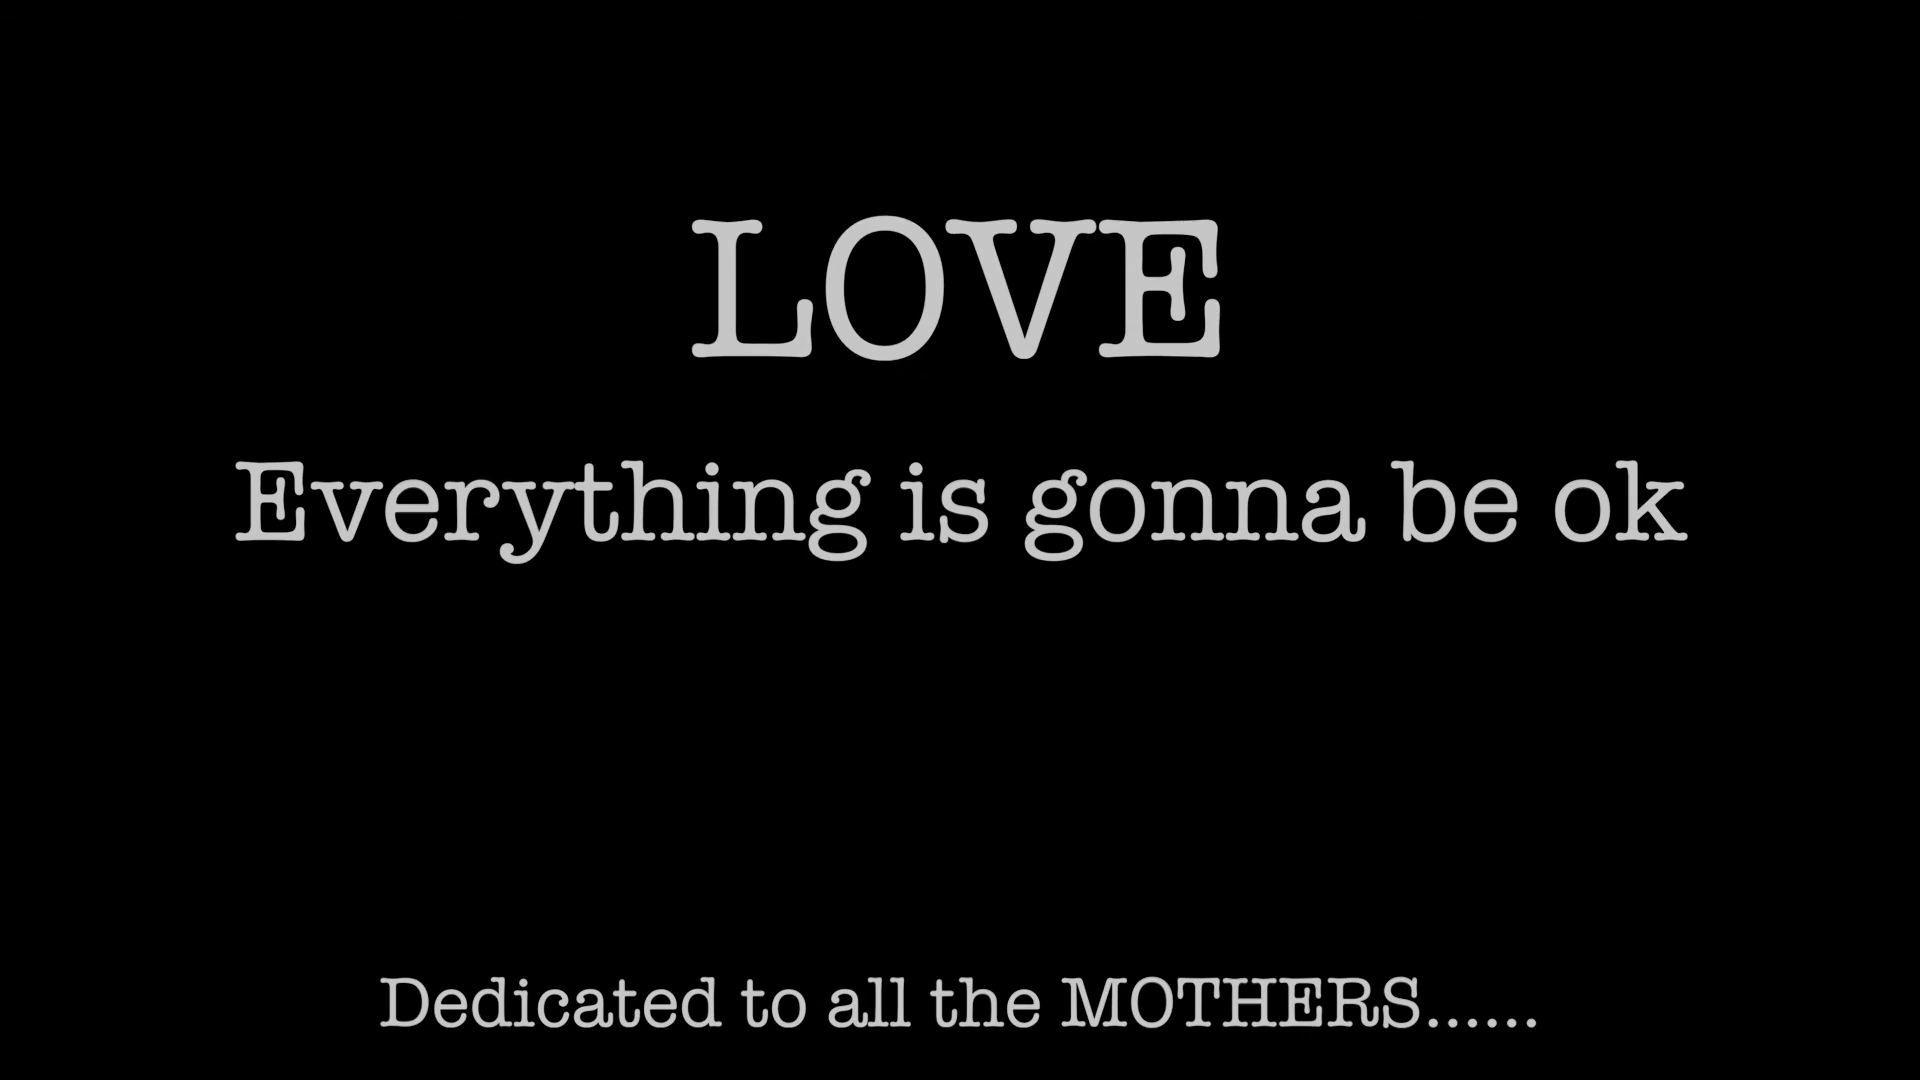 LOVE
Everything is gonna be ok
Dedicated to all the MOTHERS......